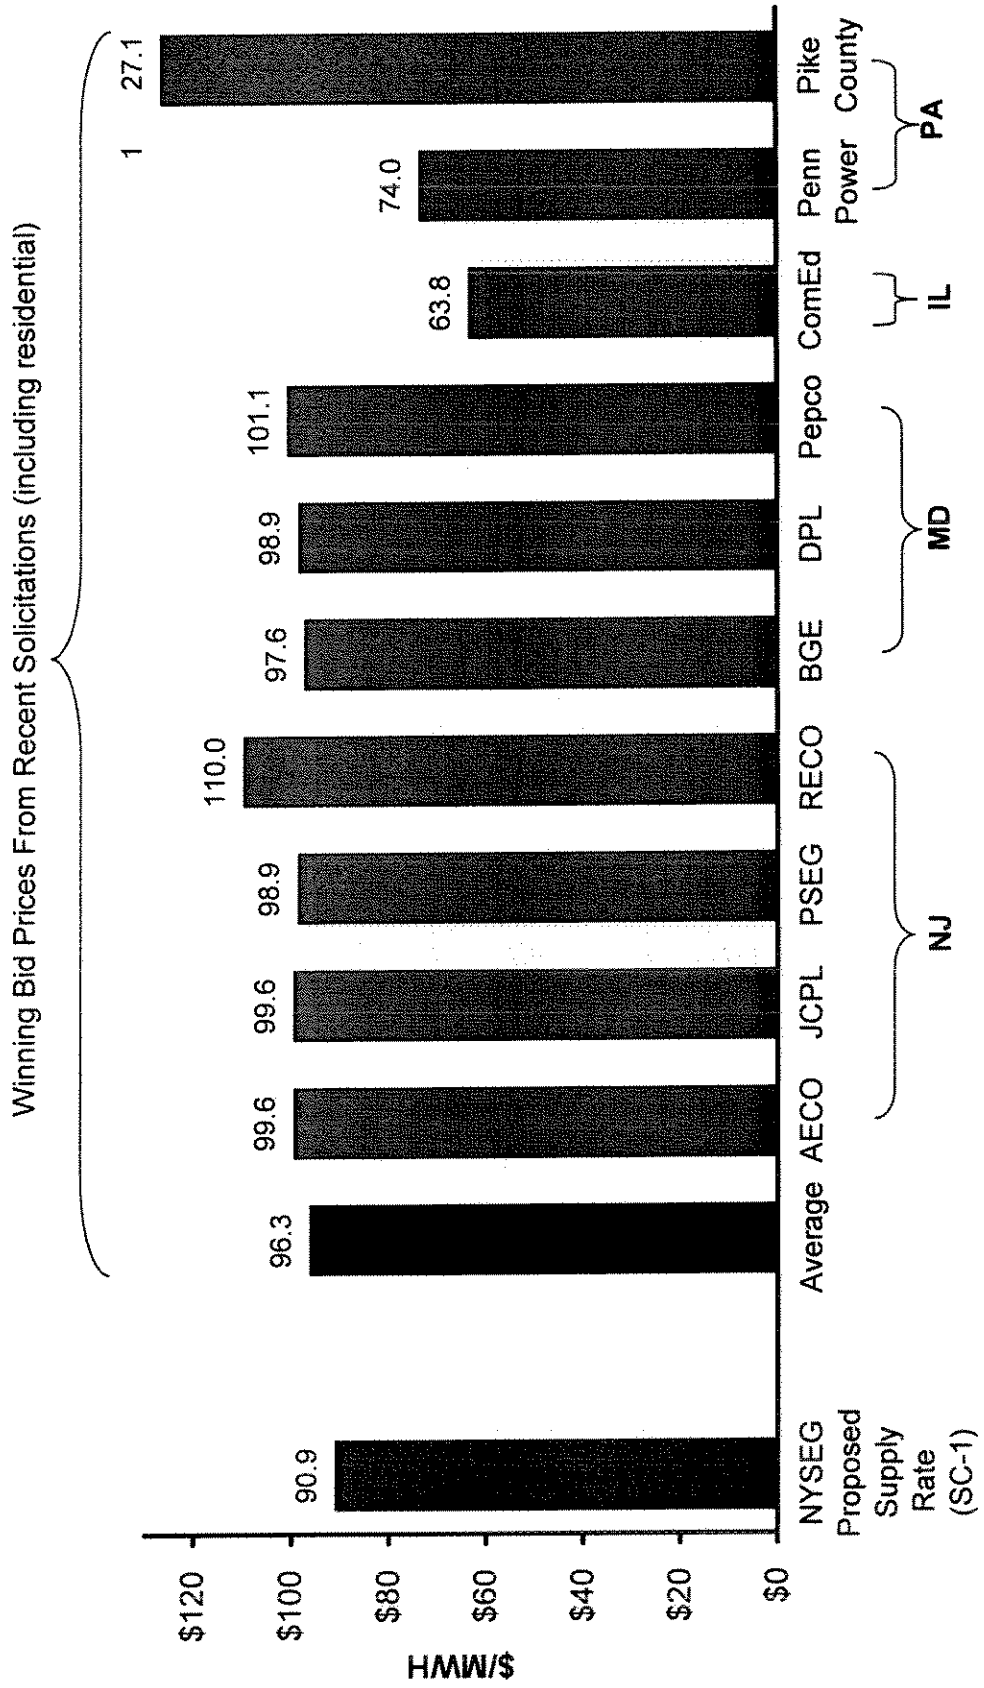 Winning Bid Prices From Recent Solicitations (including residential)
$/MWH
$120
$100
$80
$60
$40
$20
$0
90.9
96.3
99.6
99.6
98.9
110.0
97.6
98.9
101.1
63.8
74.0
1 27.1
NYSEG
Proposed
Supply
Rate
(SC-1)
Average
AECO
JCPL
PSEG
RECO
BGE
DPL
Pepco
ComEd
Penn
Power
Pike
County
NJ
MD
IL
PA